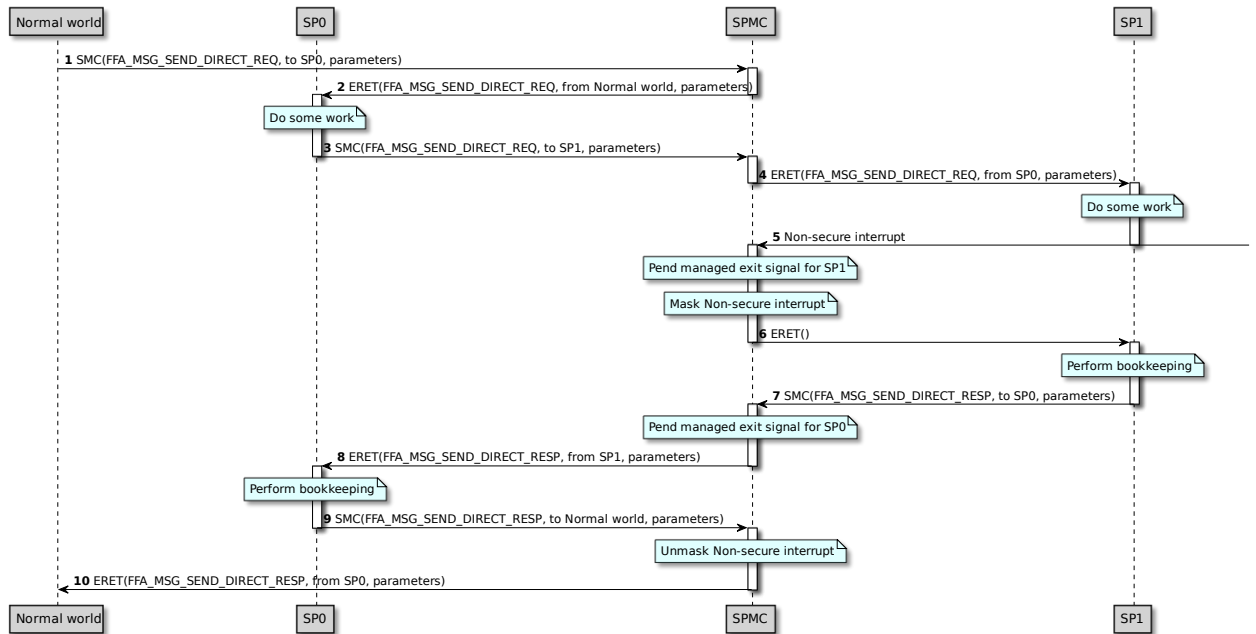 Normal world SP0 SPMC SP1
1 SMC(FFA_MSG_SEND_DIRECT_REQ, to SP0, parameters)
2 ERET(FFA_MSG_SEND_DIRECT_REQ, from Normal world, parameters)
Do some work
3 SMC(FFA_MSG_SEND_DIRECT_REQ, to SP1, parameters)
4 ERET(FFA_MSG_SEND_DIRECT_REQ, from SP0, parameters)
Do some work
5 Non-secure interrupt
Pend managed exit signal for SP1
Mask Non-secure interrupt
6 ERET()
Perform bookkeeping
7 SMC(FFA_MSG_SEND_DIRECT_RESP, to SP0, parameters)
Pend managed exit signal for SP0
8 ERET(FFA_MSG_SEND_DIRECT_RESP, from SP1, parameters)
Perform bookkeeping
9 SMC(FFA_MSG_SEND_DIRECT_RESP, to Normal world, parameters)
Unmask Non-secure interrupt
10 ERET(FFA_MSG_SEND_DIRECT_RESP, from SP0, parameters)
Normal world SP0 SPMC SP1